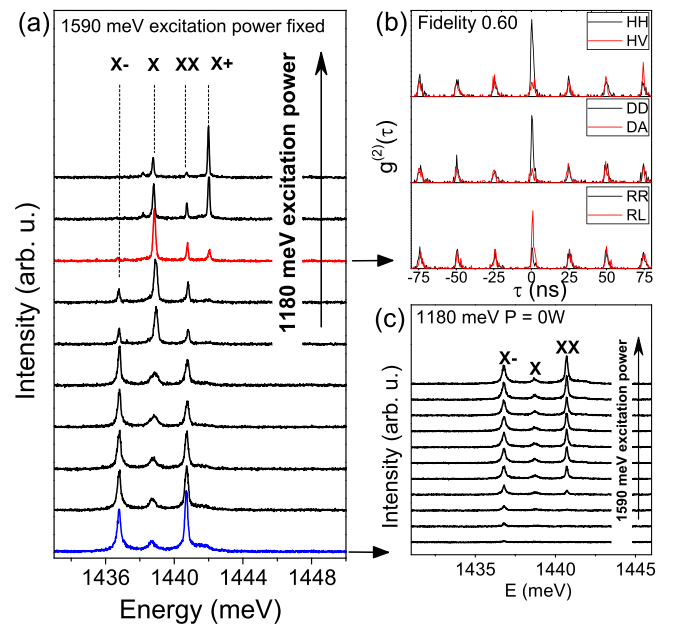 (a)
1590 meV excitation power fixed
X- X XX X+
1180 meV excitation power
Intensity (arb. u.)
1436 1440 1444 1448
Energy (meV)
(b)
Fidelity 0.60
HH
HV
DD
DA
RR
RL
g(2)(τ)
-75 -50 -25 0 25 50 75
τ (ns)
(c)
1180 meV P = 0W
X- X XX
1590 meV excitation power
Intensity (arb. u.)
1435 1440 1445
E (meV)